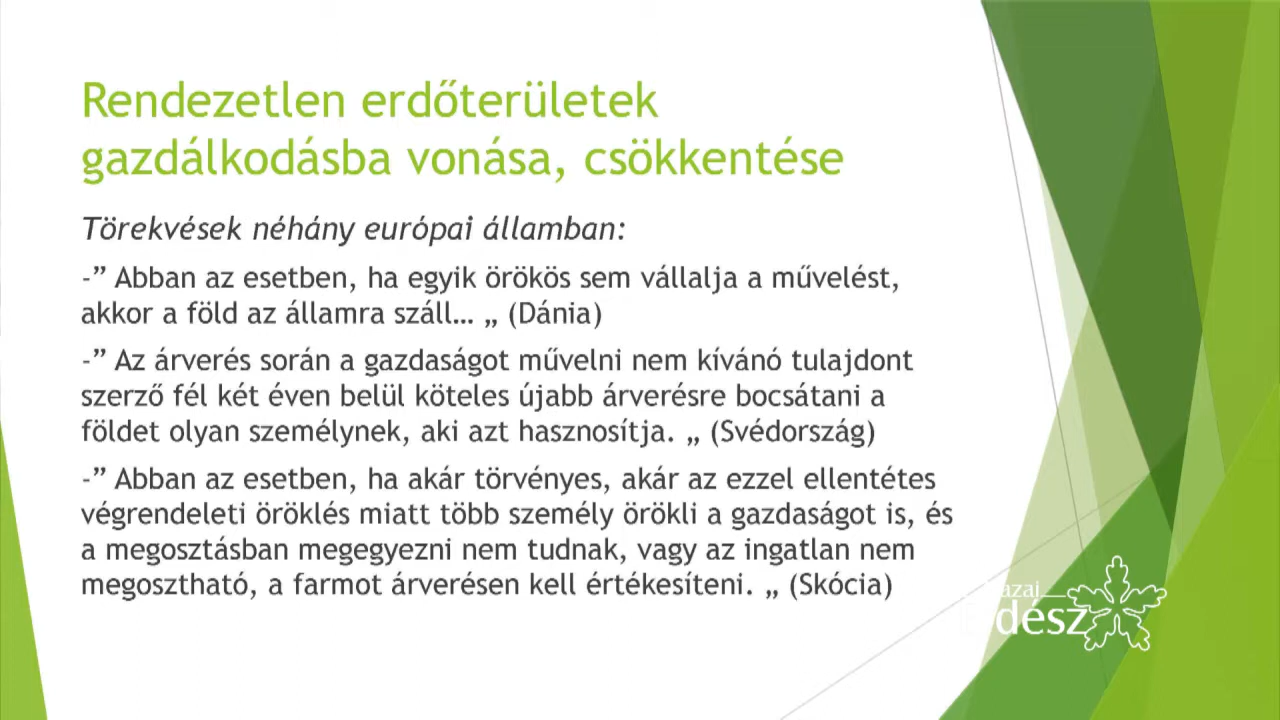 Rendezetlen erdőterületek
gazdálkodásba vonása, csökkentése
Törekvések néhány európai államban:
-” Abban az esetben, ha egyik örökös sem vállalja a művelést,
akkor a föld az államra száll… „ (Dánia)
-” Az árverés során a gazdaságot művelni nem kívánó tulajdont
szerző fél két éven belül köteles újabb árverésre bocsátani a
földet olyan személynek, aki azt hasznosítja. „ (Svédország)
-” Abban az esetben, ha akár törvényes, akár az ezzel ellentétes
végrendeleti öröklés miatt több személy örökli a gazdaságot is, és
a megosztásban megegyezni nem tudnak, vagy az ingatlan nem
megosztható, a farmot árverésen kell értékesíteni. „ (Skócia)